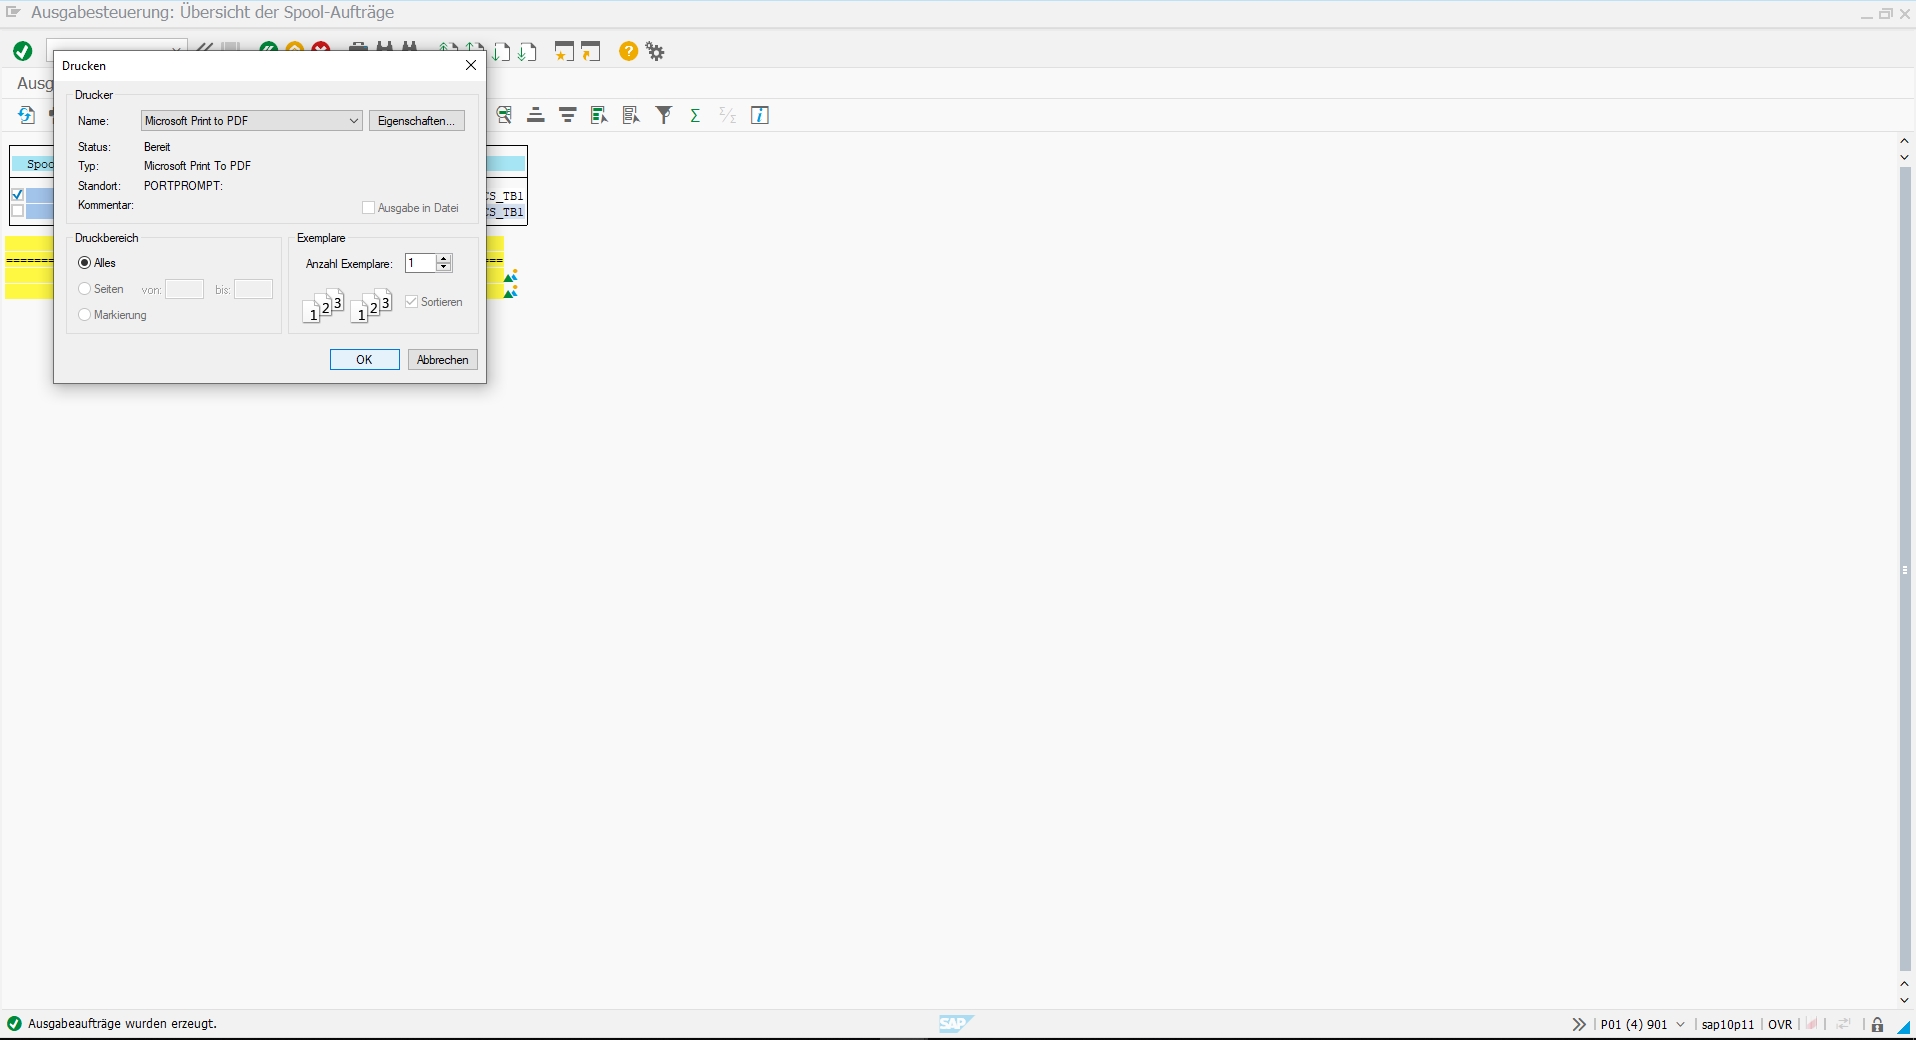 Ausgabesteuerung: Übersicht der Spool-Aufträge
Drucken
Ausg
Drucker
Name: Microsoft Print to PDF Eigenschaften...
Status: Bereit
Typ: Microsoft Print To PDF
Standort: PORTPROMPT:
Kommentar:
Ausgabe in Datei
Spoo
CS_TB1
CS_TB1
Druckbereich
Alles
Seiten von: bis:
Markierung
Exemplare
Anzahl Exemplare: 1
1 2 3 1 2 3 Sortieren
OK Abbrechen
Ausgabeaufträge wurden erzeugt.
SAP
P01 (4) 901 sap10p11 OVR